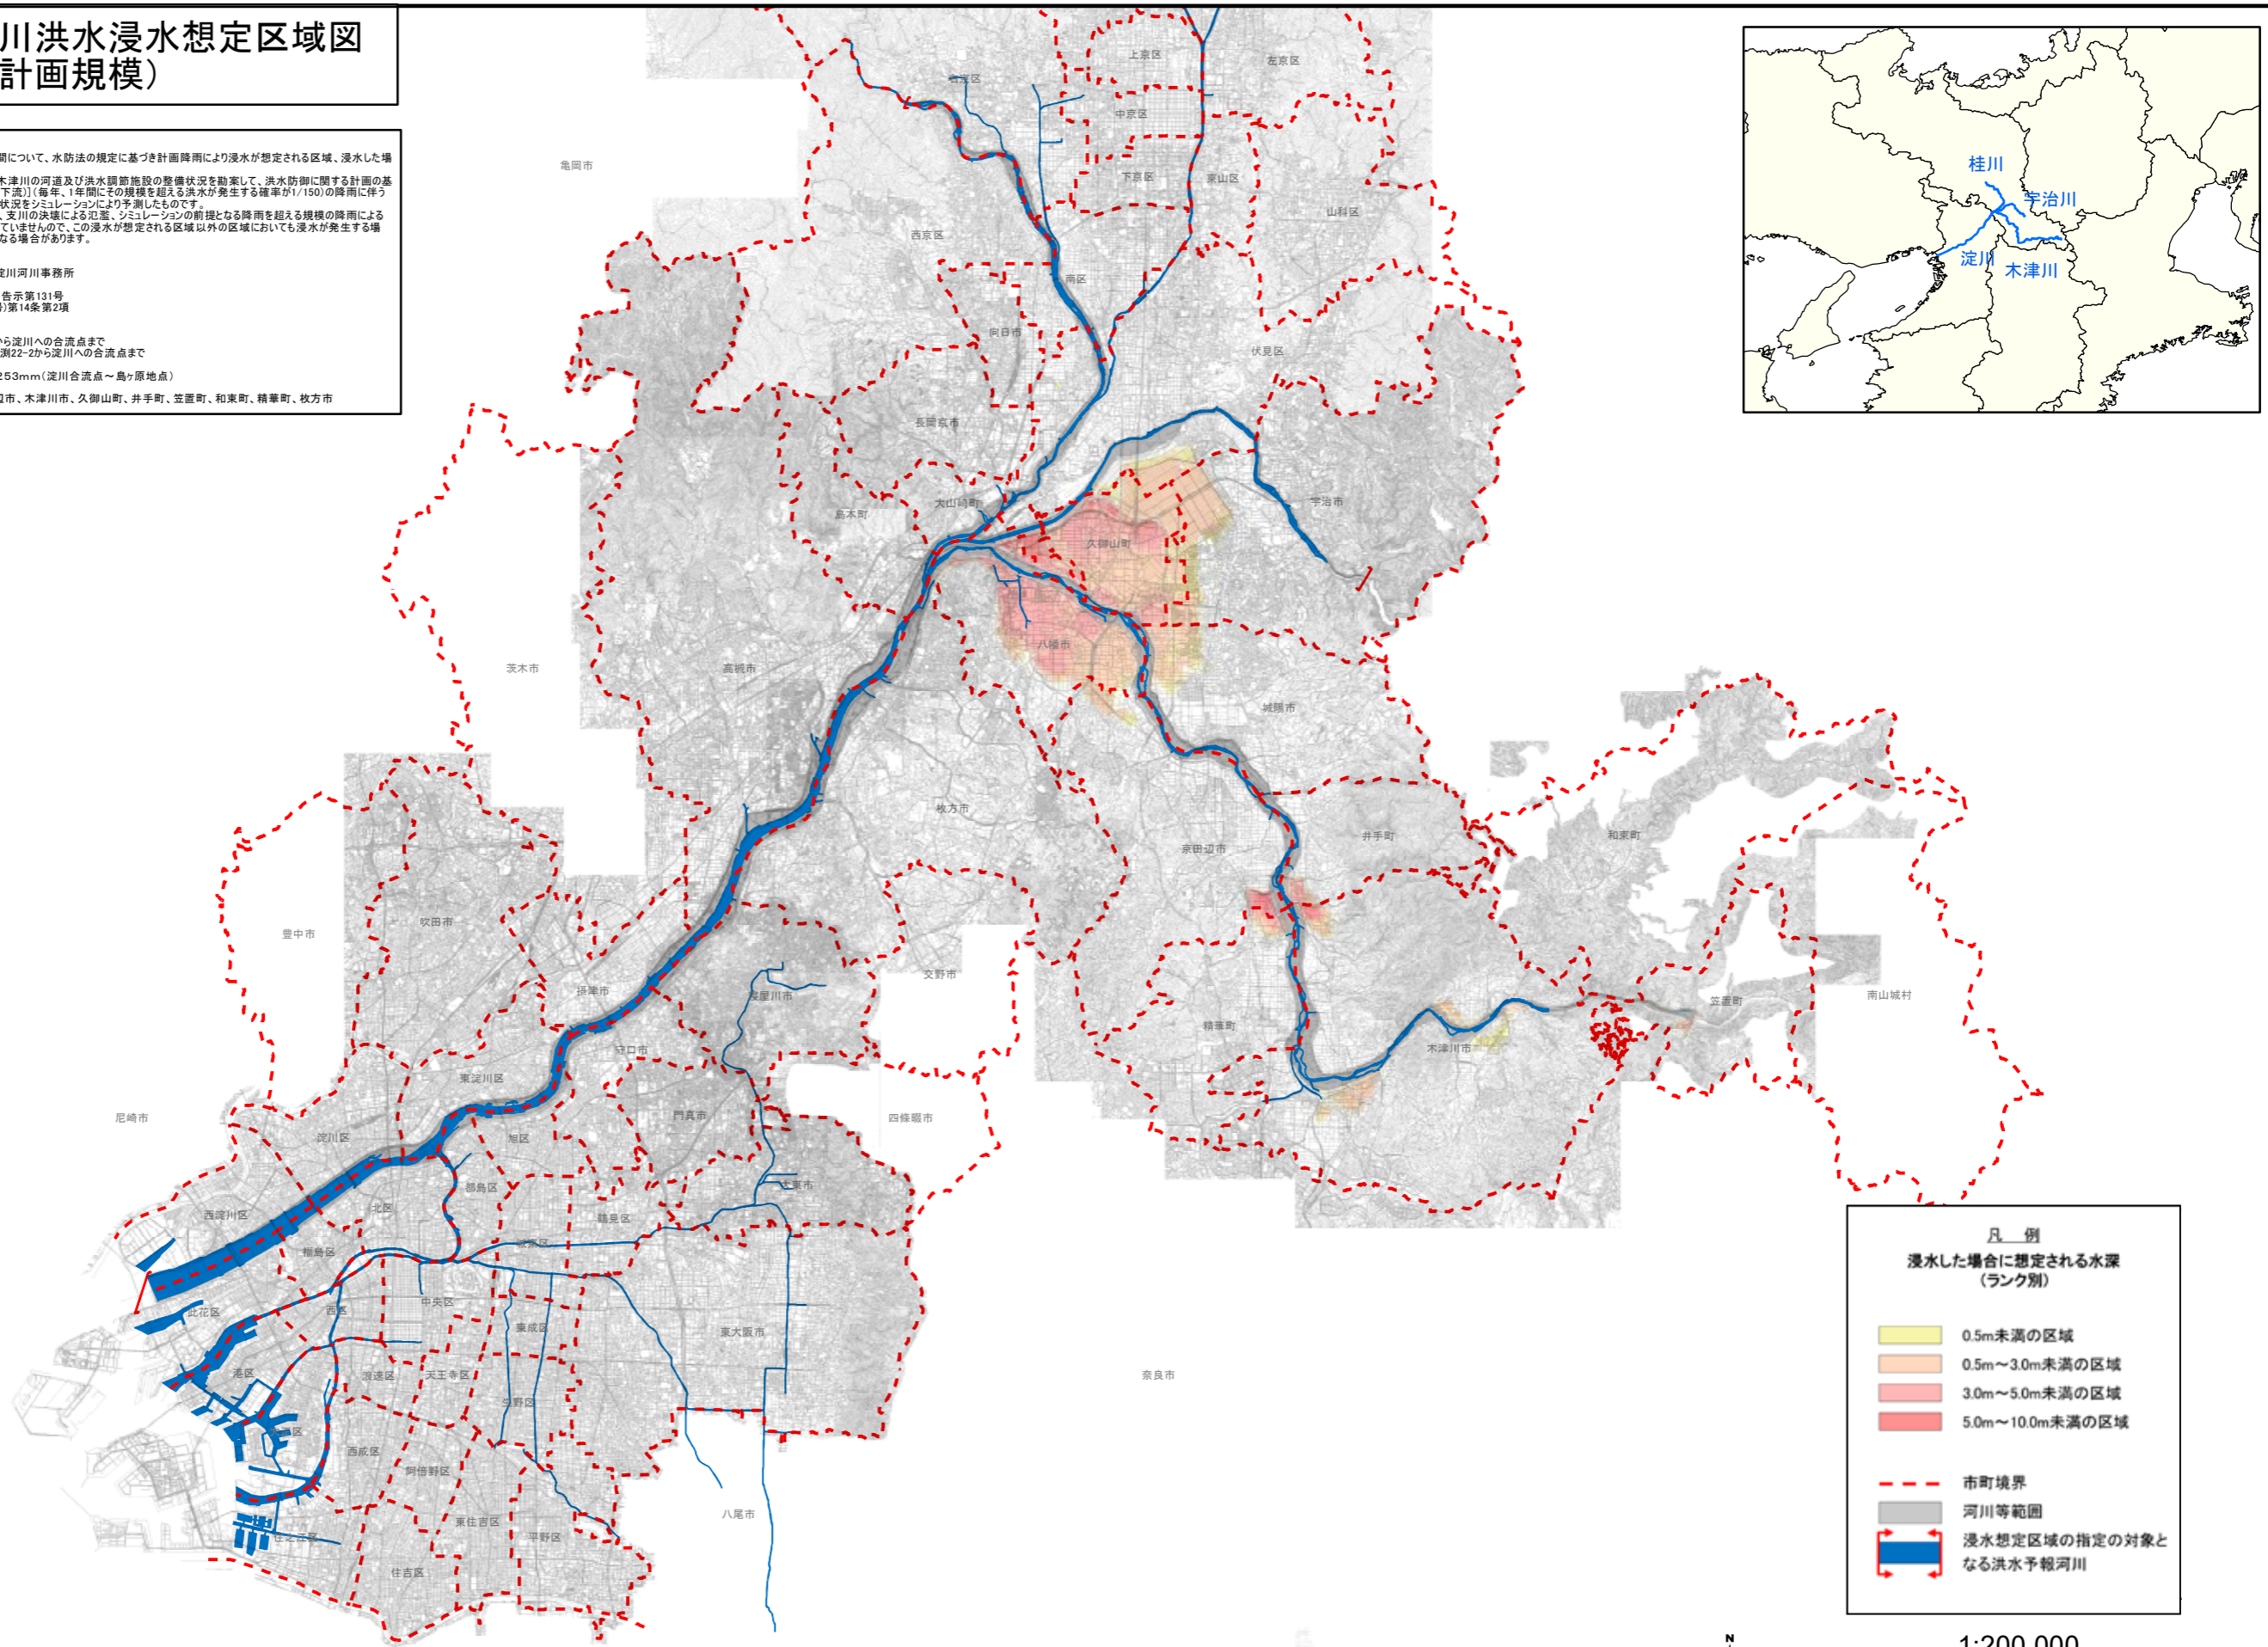 川洪水浸水想定区域図
計画規模）
間について、水防法の規定に基づき計画降雨により浸水が想定される区域、浸水した場
木津川の河道及び洪水調節施設の整備状況を勘案して、洪水防御に関する計画の基
下流)](毎年、1年間にその規模を超える洪水が発生する確率が1/150)の降雨に伴う
状況をシミュレーションにより予測したものです。
、支川の決壊による氾濫、シミュレーションの前提となる降雨を超える規模の降雨による
ていませんので、この浸水が想定される区域以外の区域においても浸水が発生する場
なる場合があります。
淀川河川事務所
告示第131号
号)第14条第2項
から淀川への合流点まで
測22-2から淀川への合流点まで
253mm(淀川合流点～島ヶ原地点)
辺市、木津川市、久御山町、井手町、笠置町、和束町、精華町、枚方市
桂川
宇治川
淀川
木津川
上京区
左京区
右京区
中京区
亀岡市
下京区
東山区
山科区
西京区
南区
向日市
伏見区
長岡京市
大山崎町
島本町
宇治市
久御山町
八幡市
茨木市
高槻市
城陽市
枚方市
京田辺市
井手町
和束町
吹田市
豊中市
交野市
摂津市
寝屋川市
笠置町
南山城村
精華町
木津川市
守口市
東淀川区
尼崎市
門真市
四條畷市
淀川区
旭区
都島区
大東市
西淀川区
北区
鶴見区
福島区
城東区
此花区
西区
中央区
東成区
東大阪市
港区
浪速区
天王寺区
奈良市
生野区
大正区
西成区
阿倍野区
八尾市
東住吉区
平野区
住之江区
住吉区
凡 例
浸水した場合に想定される水深
(ランク別)
0.5m未満の区域
0.5m～3.0m未満の区域
3.0m～5.0m未満の区域
5.0m～10.0m未満の区域
市町境界
河川等範囲
浸水想定区域の指定の対象と
なる洪水予報河川
N
1:200,000